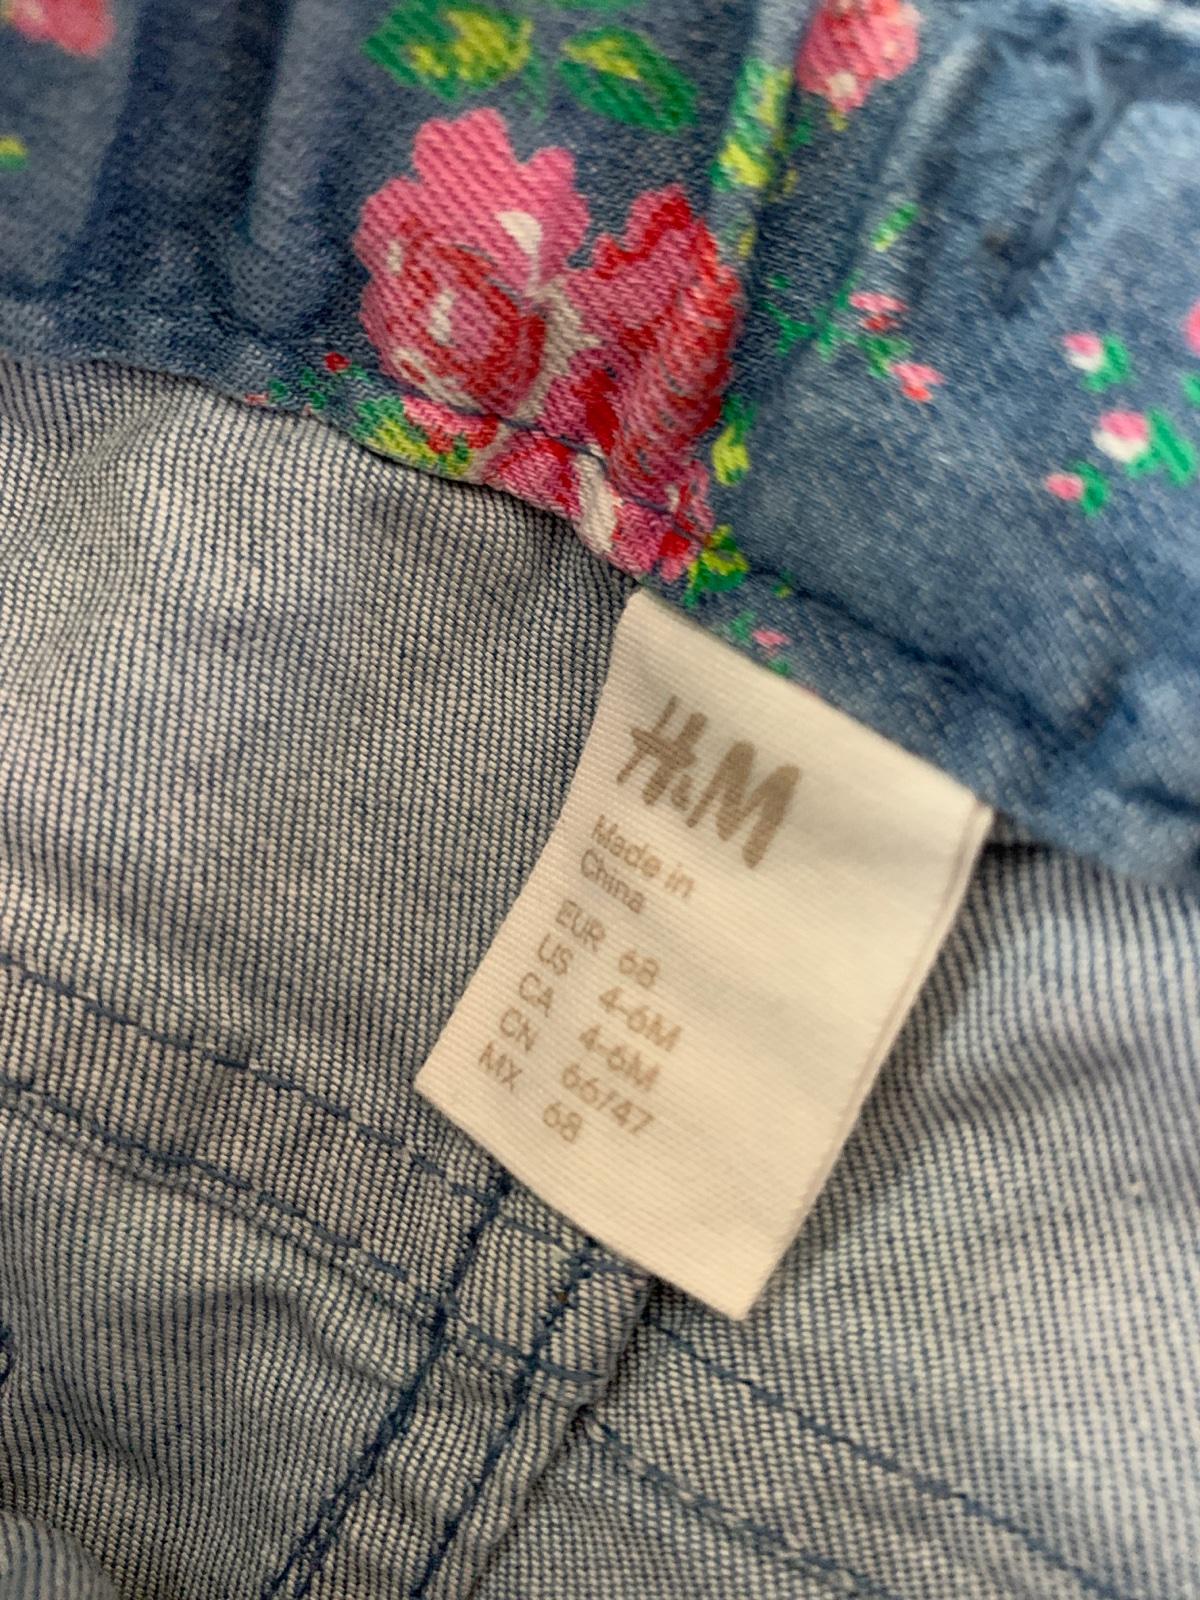 H&M
Made in
China
EUR 68
US 4-6M
CA 4-6M
CN 66/47
MX 68